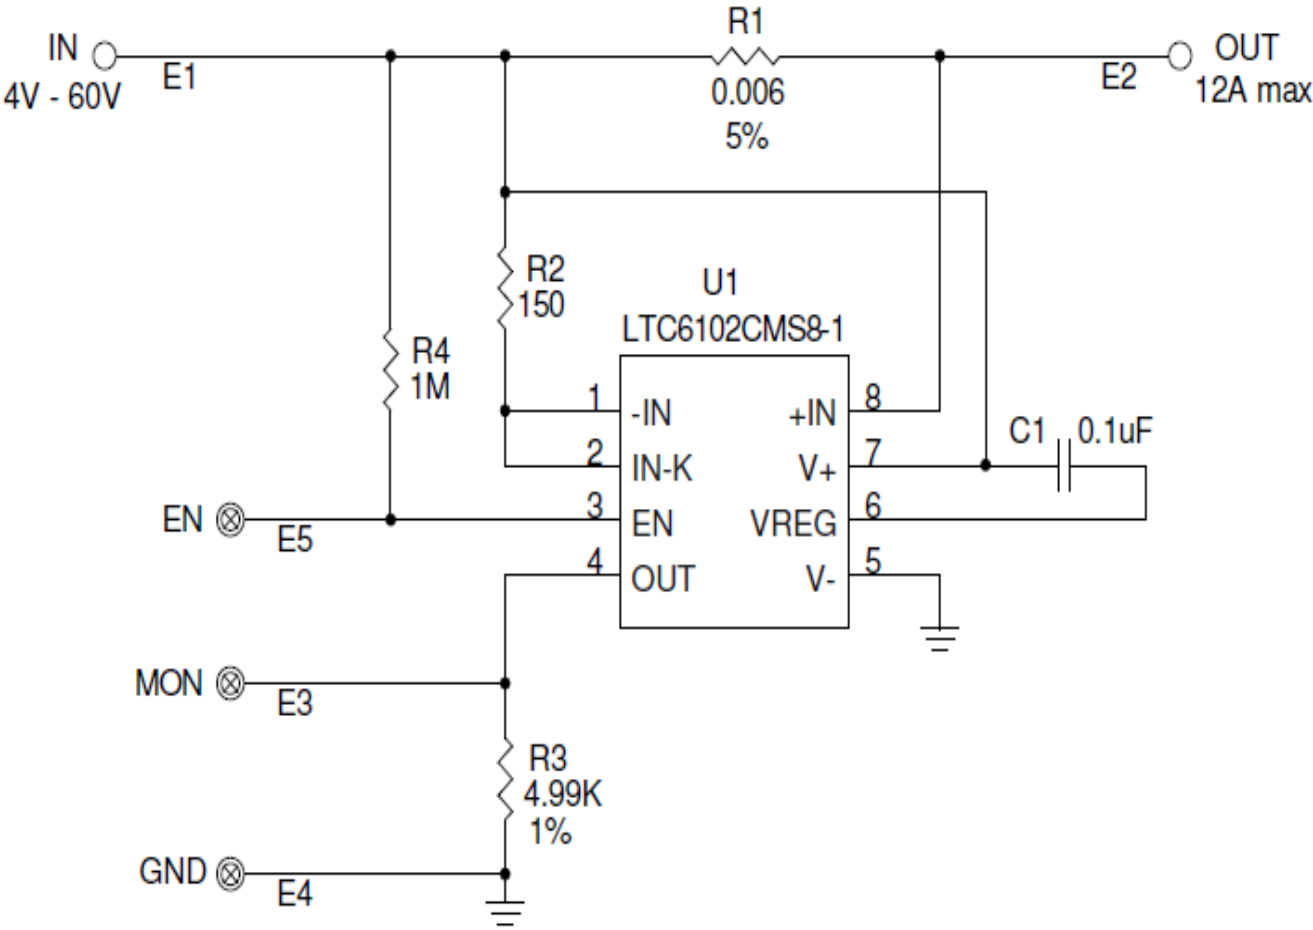 R1
IN
OUT
E1
E2
4V - 60V
0.006
12A max
5%
R2
150
U1
LTC6102CMS8-1
R4
1M
1
-IN
+IN
8
C1
0.1uF
2
IN-K
V+
7
EN
E5
3
EN
VREG
6
4
OUT
V-
5
MON
E3
R3
4.99K
1%
GND
E4